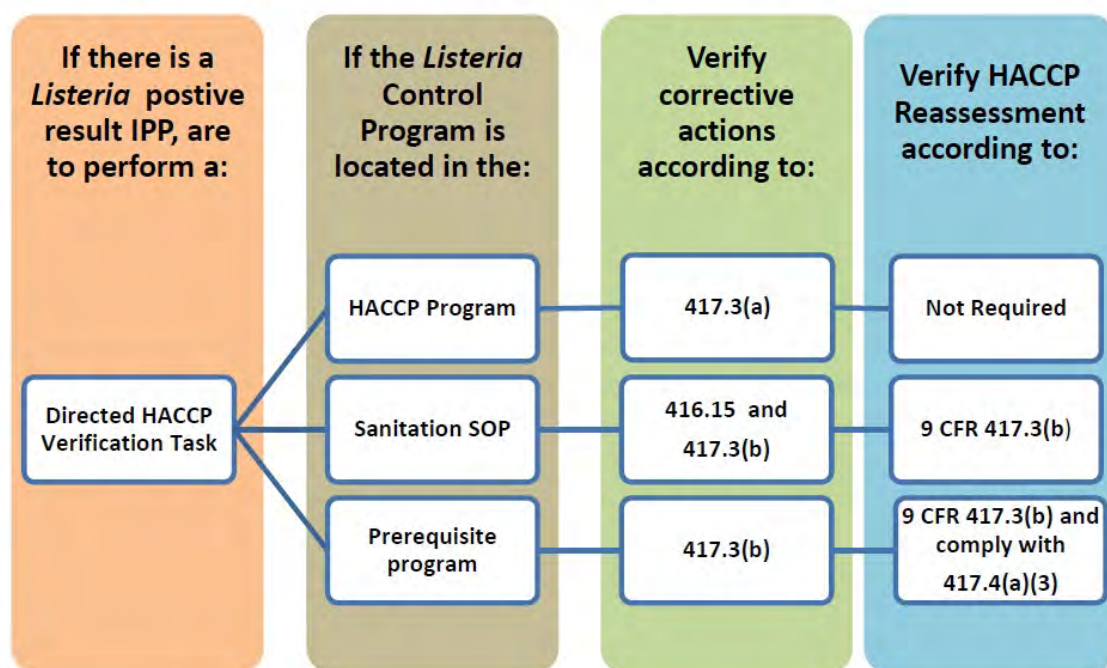 If there is a
Listeria postive
result IPP, are
to perform a:
If the Listeria
Control
Program is
located in the:
Verify
corrective
actions
according to:
Verify HACCP
Reassessment
according to:
Directed HACCP
Verification Task
HACCP Program
417.3(a)
Not Required
Sanitation SOP
416.15 and
417.3(b)
9 CFR 417.3(b)
Prerequisite
program
417.3(b)
9 CFR 417.3(b) and
comply with
417.4(a)(3)